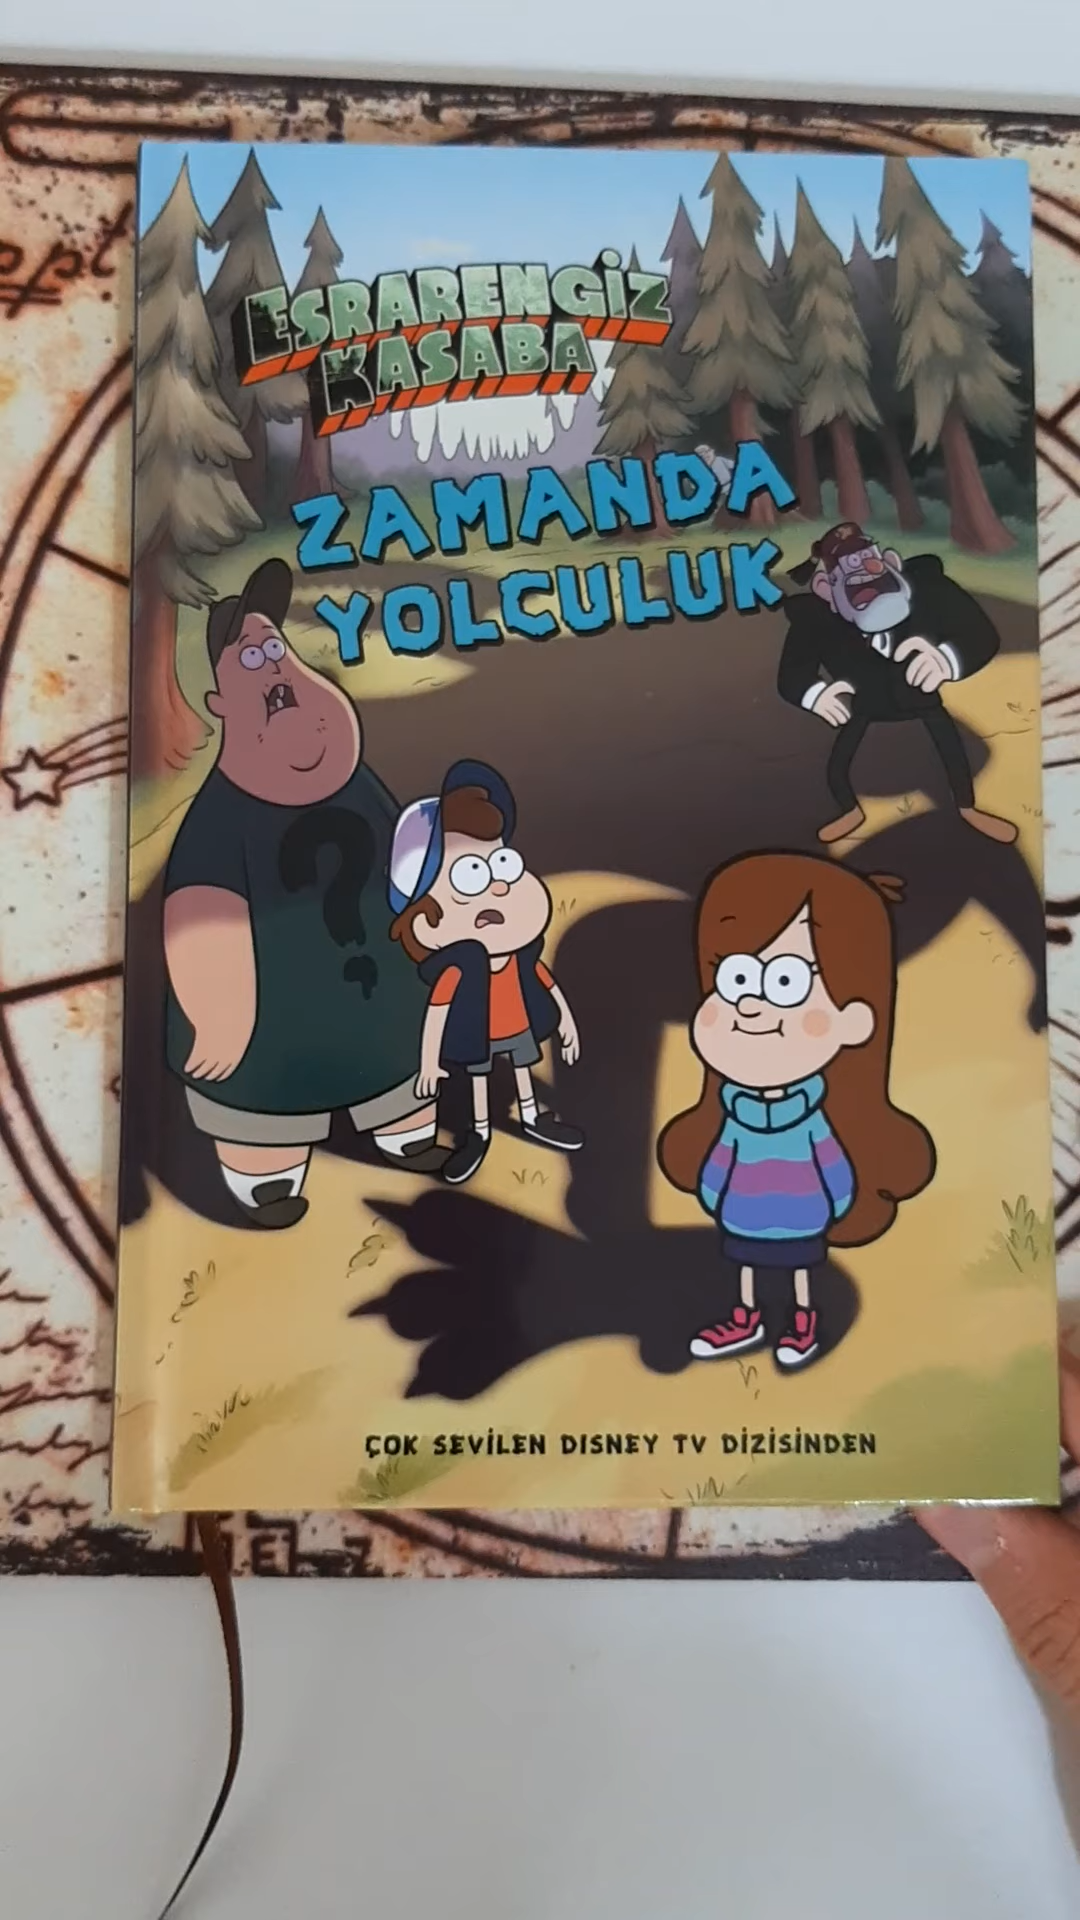 ESRARENGİZ
KASABA
ZAMANDA
YOLCULUK
ÇOK SEVİLEN DISNEY TV DİZİSİNDEN